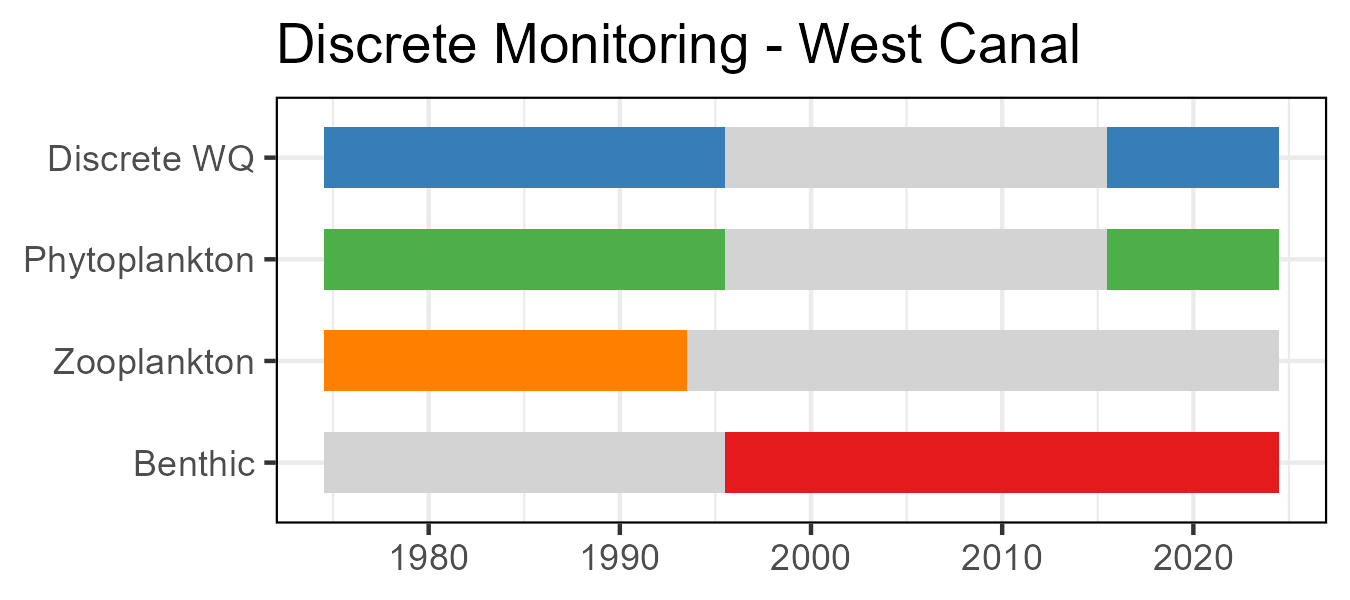 Discrete Monitoring - West Canal
Discrete WQ
Phytoplankton
Zooplankton
Benthic
1980 1990 2000 2010 2020